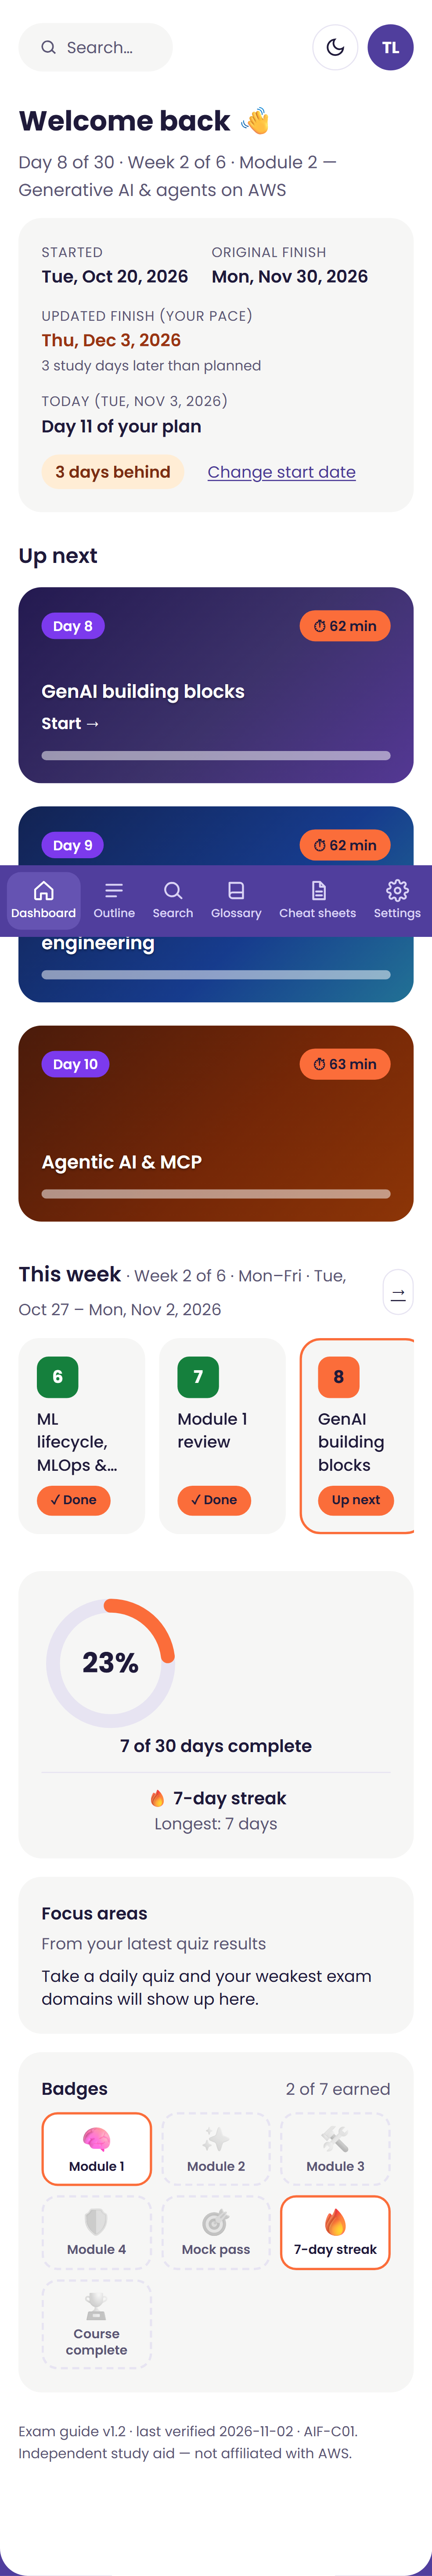 Search...
TL
Welcome back 👋
Day 8 of 30 · Week 2 of 6 · Module 2 —
Generative AI & agents on AWS
STARTED
Tue, Oct 20, 2026
ORIGINAL FINISH
Mon, Nov 30, 2026
UPDATED FINISH (YOUR PACE)
Thu, Dec 3, 2026
3 study days later than planned
TODAY (TUE, NOV 3, 2026)
Day 11 of your plan
3 days behind
Change start date
Up next
Day 8
⏱ 62 min
GenAI building blocks
Start →
Day 9
⏱ 62 min
Dashboard
Outline
Search
Glossary
Cheat sheets
Settings
engineering
Day 10
⏱ 63 min
Agentic AI & MCP
This week · Week 2 of 6 · Mon–Fri · Tue,
Oct 27 – Mon, Nov 2, 2026
→
6
ML
lifecycle,
MLOps &...
✓ Done
7
Module 1
review
✓ Done
8
GenAI
building
blocks
Up next
23%
7 of 30 days complete
🔥 7-day streak
Longest: 7 days
Focus areas
From your latest quiz results
Take a daily quiz and your weakest exam
domains will show up here.
Badges
2 of 7 earned
Module 1
Module 2
Module 3
Module 4
Mock pass
7-day streak
Course
complete
Exam guide v1.2 · last verified 2026-11-02 · AIF-C01.
Independent study aid — not affiliated with AWS.